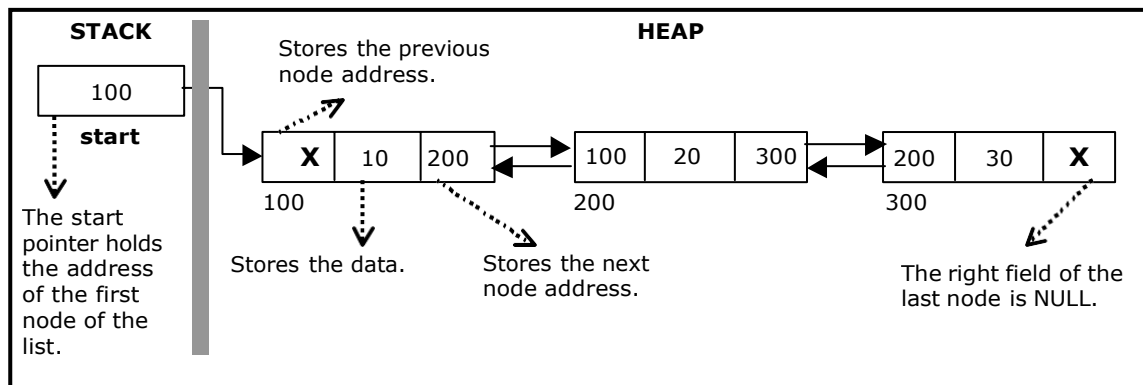 STACK
HEAP
Stores the previous
node address.
100
start
X 10 200
100 20 300
200 30 X
100
200
300
The start
pointer holds
the address
of the first
node of the
list.
Stores the data.
Stores the next
node address.
The right field of the
last node is NULL.